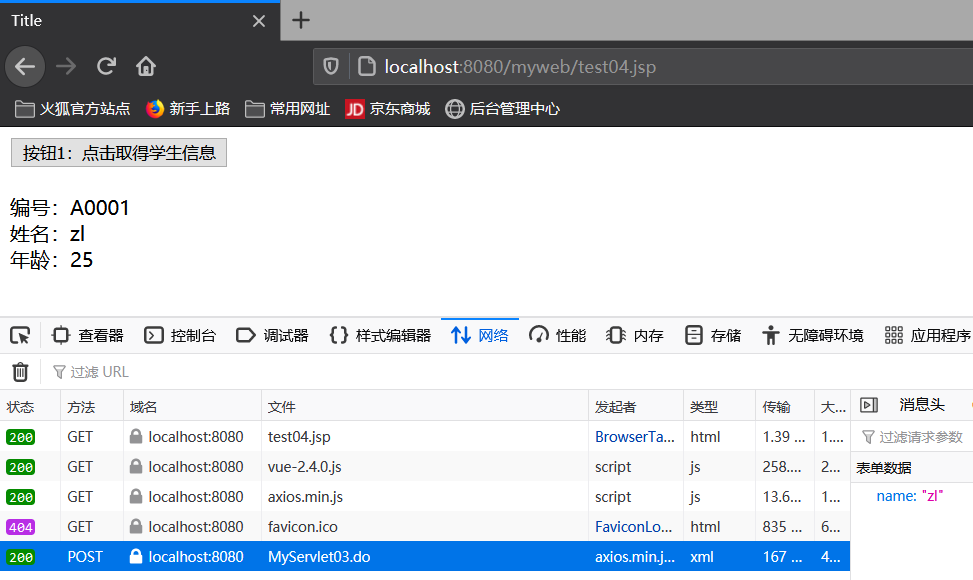 Title
localhost:8080/myweb/test04.jsp
火狐官方站点 新手上路 常用网址 JD 京东商城 后台管理中心
按钮1：点击取得学生信息
编号：A0001
姓名：zl
年龄：25
查看器 控制台 调试器 样式编辑器 网络 性能 内存 存储 无障碍环境 应用程序
过滤 URL
状态 方法 域名 文件 发起者 类型 传输 大... 消息头
200 GET localhost:8080 test04.jsp BrowserTa... html 1.39 ... 1.... 过滤请求参数
200 GET localhost:8080 vue-2.4.0.js script js 258.... 2... 表单数据
200 GET localhost:8080 axios.min.js script js 13.6... 1... name: "zl"
404 GET localhost:8080 favicon.ico FaviconLo... html 835 ... 6...
200 POST localhost:8080 MyServlet03.do axios.min.j... xml 167 ... 4...